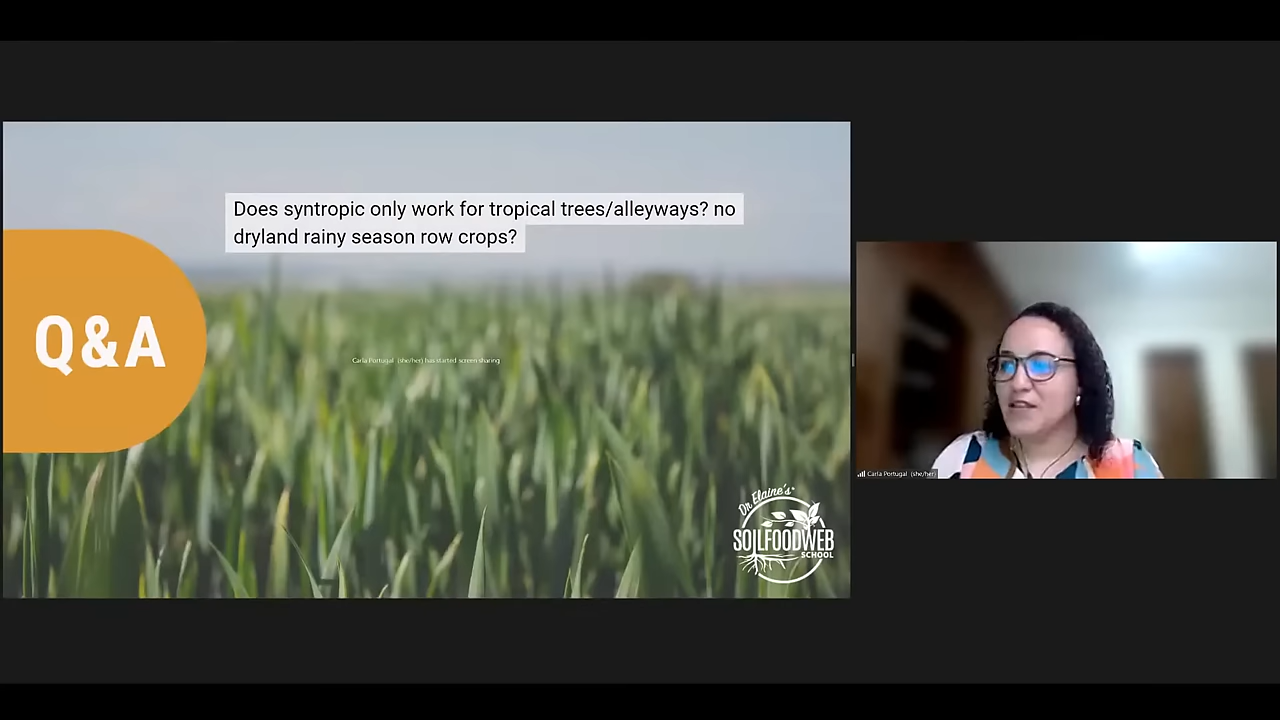 Does syntropic only work for tropical trees/alleyways? no
dryland rainy season row crops?
Q&A
Carla Portugal (she/her) has started screen sharing
Dr. Elaine's
SOILFOODWEB
SCHOOL
Carla Portugal (she/her)